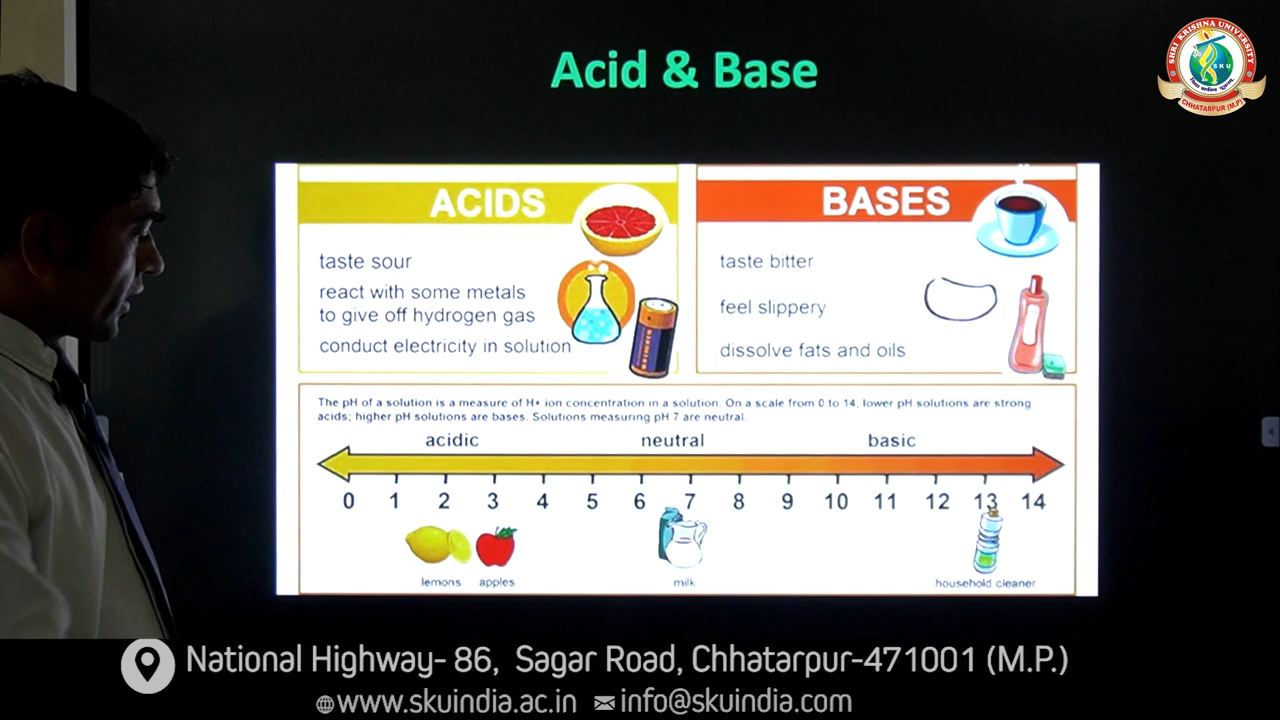 Acid & Base
SHRI KRISHNA UNIVERSITY
SKU
CHHATARPUR (M.P.)
ACIDS
taste sour
react with some metals
to give off hydrogen gas
conduct electricity in solution
BASES
taste bitter
feel slippery
dissolve fats and oils
The pH of a solution is a measure of H+ ion concentration in a solution. On a scale from 0 to 14, lower pH solutions are strong
acids; higher pH solutions are bases. Solutions measuring pH 7 are neutral.
acidic neutral basic
0 1 2 3 4 5 6 7 8 9 10 11 12 13 14
lemons apples milk household cleaner
National Highway- 86, Sagar Road, Chhatarpur-471001 (M.P.)
www.skuindia.ac.in info@skuindia.com